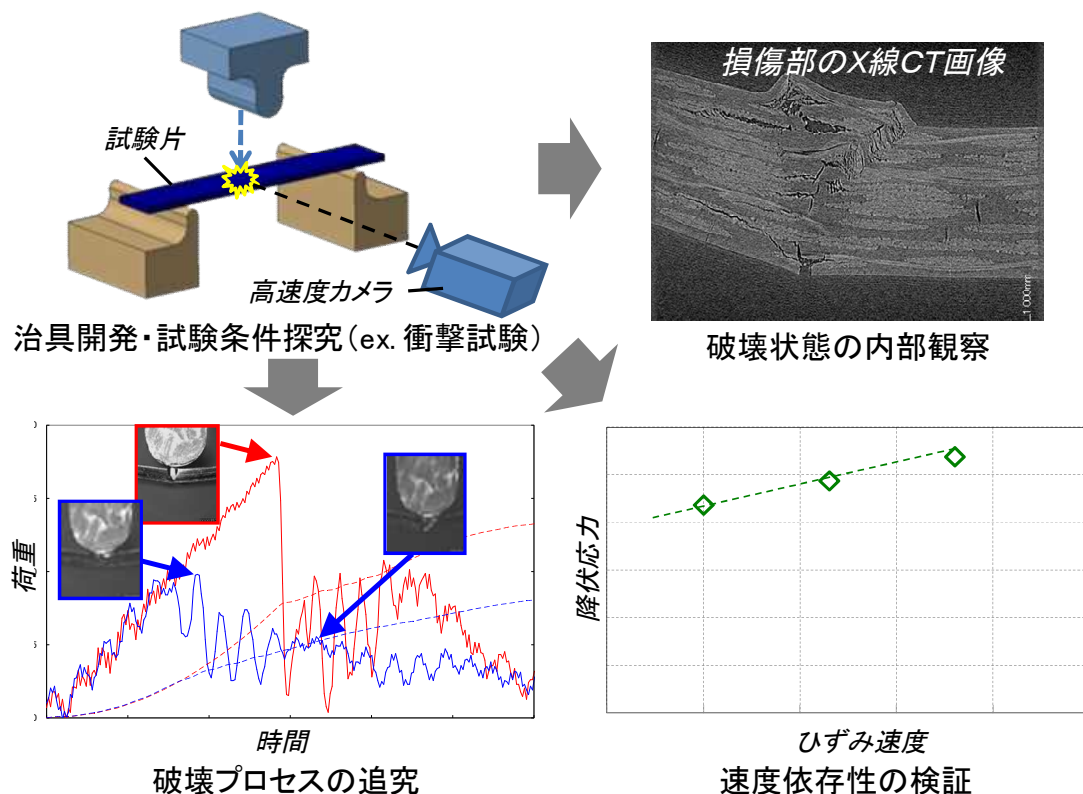 試験片
高速度カメラ
治具開発・試験条件探究(ex. 衝撃試験)
損傷部のX線CT画像
破壊状態の内部観察
荷重
時間
破壊プロセスの追究
降伏応力
ひずみ速度
速度依存性の検証